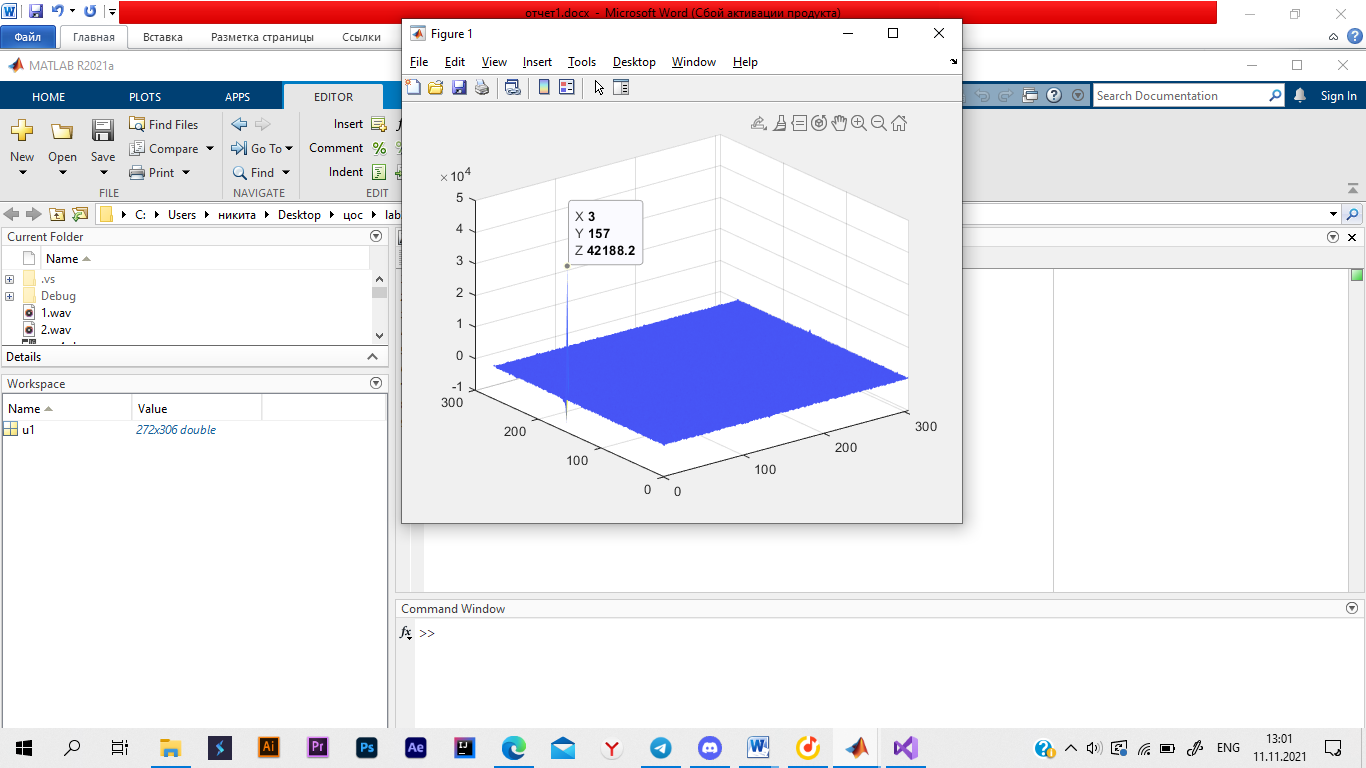 отчет1.docx - Microsoft Word (Сбой активации продукта)
Файл Главная Вставка Разметка страницы Ссылки
MATLAB R2021a
HOME PLOTS APPS EDITOR
Search Documentation
Sign In
New
Open
Save
Find Files
Compare
Print
FILE
Go To
Find
NAVIGATE
Insert
Comment
Indent
EDIT
C: Users никита Desktop цос lab
Current Folder
Name
.vs
Debug
1.wav
2.wav
Details
Workspace
Name Value
u1 272x306 double
Figure 1
File Edit View Insert Tools Desktop Window Help
×10^4
5
4
3
2
1
0
-1
300
200
100
0
0
100
200
300
X 3
Y 157
Z 42188.2
Command Window
fx >>
ENG
13:01
11.11.2021